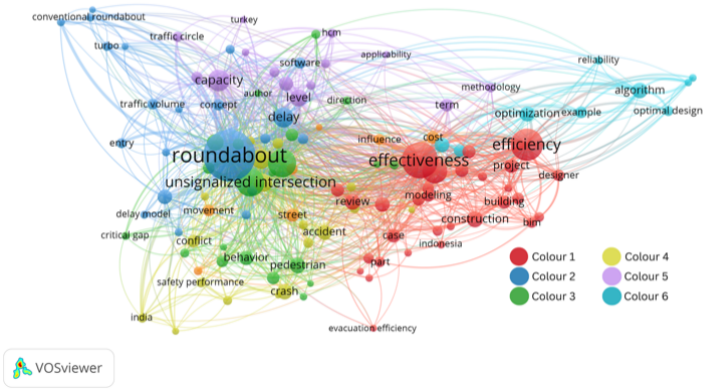 conventional roundabout
turkey
turbo
traffic circle
hcm
applicability
software
reliability
capacity
author
level
direction
methodology
algorithm
traffic volume
concept
term
optimization
example
optimal design
delay
entry
influence
cost
efficiency
roundabout
effectiveness
project
designer
unsignalized intersection
review
modeling
building
delay model
movement
street
construction
bim
critical gap
conflict
accident
case
indonesia
behavior
pedestrian
part
safety performance
crash
india
evacuation efficiency
Colour 1
Colour 4
Colour 2
Colour 5
Colour 3
Colour 6
VOSviewer